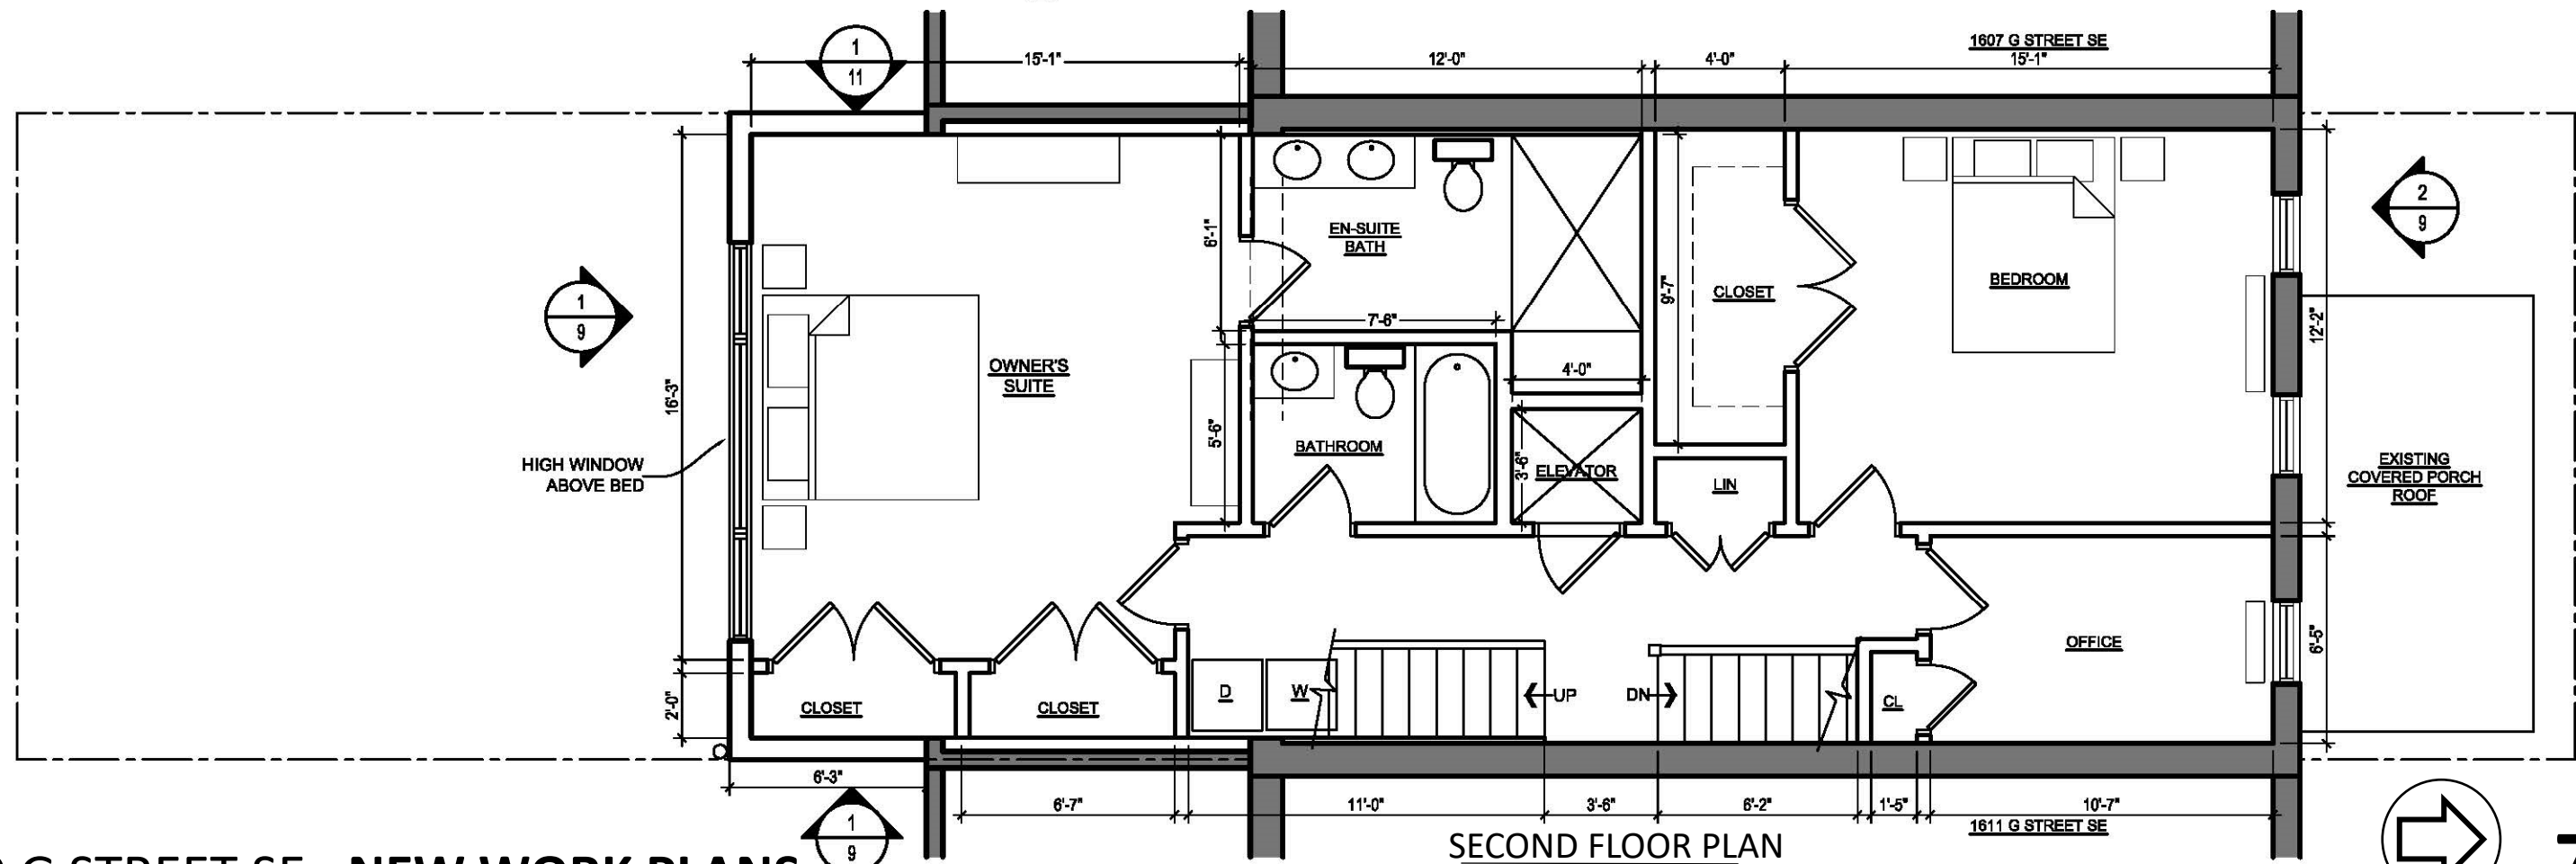 1607 G STREET SE
15'-1"
12'-0"
4'-0"
15'-1"
1
11
2
9
1
9
6'-1"
EN-SUITE
BATH
9'-7"
CLOSET
BEDROOM
12'-2"
7'-6"
16'-3"
OWNER'S
SUITE
4'-0"
5'-6"
BATHROOM
3'-6"
ELEVATOR
LIN
HIGH WINDOW
ABOVE BED
EXISTING
COVERED PORCH
ROOF
OFFICE
6'-5"
2'-0"
CLOSET
CLOSET
D
W
UP
DN
CL
6'-3"
6'-7"
11'-0"
3'-6"
6'-2"
1'-5"
10'-7"
1611 G STREET SE
1
9
SECOND FLOOR PLAN
G STREET SE - NEW WORK PLANS